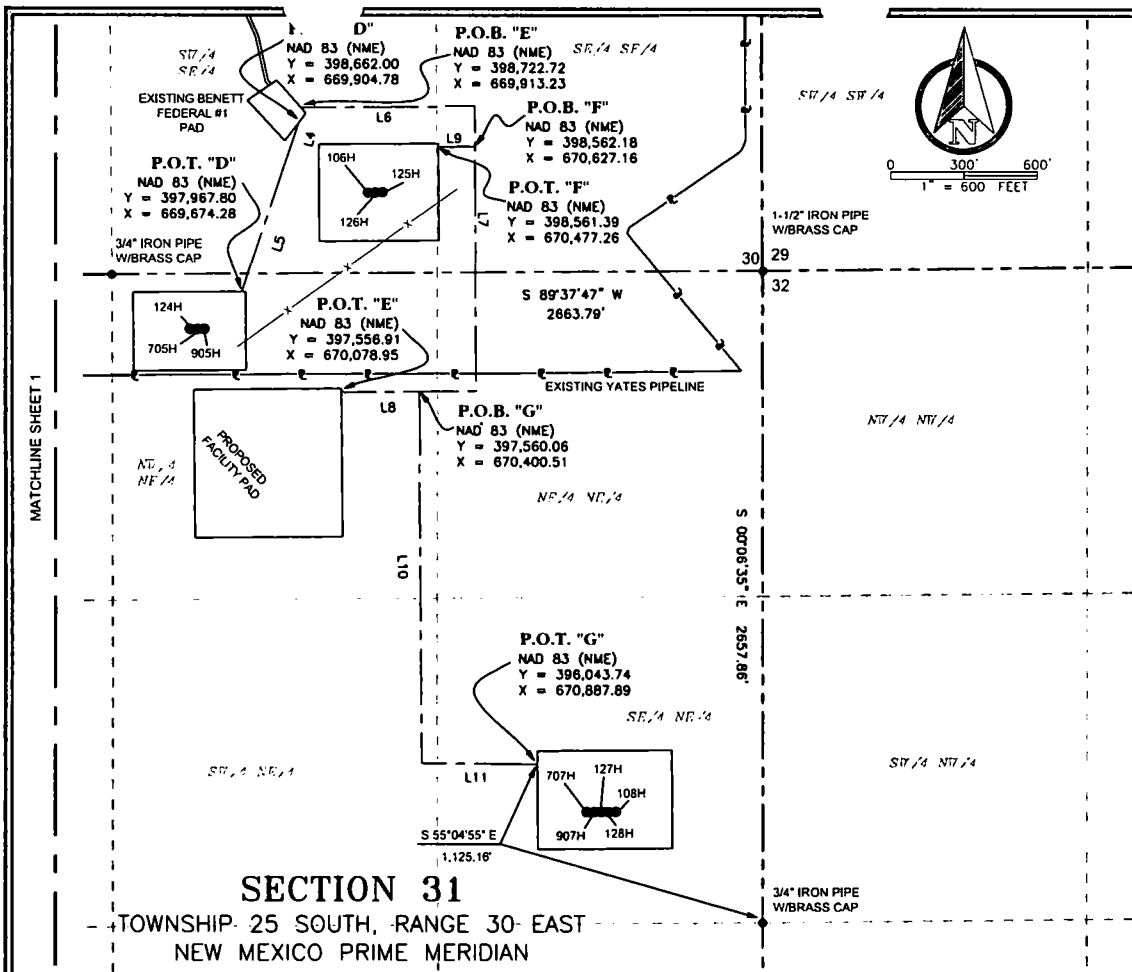 D"
NAD 83 (NME)
Y = 398,662.00
X = 669,904.78
P.O.B. "E"
NAD 83 (NME)
Y = 398,722.72
X = 669,913.23
SW/4
SE/4
SE/4 SE/4
SW/4 SW/4
N
0 300' 600'
1" = 600 FEET
EXISTING BENETT
FEDERAL #1
PAD
L4
L6
L9
P.O.B. "F"
NAD 83 (NME)
Y = 398,562.18
X = 670,627.16
P.O.T. "D"
NAD 83 (NME)
Y = 397,967.80
X = 669,674.28
106H
125H
126H
P.O.T. "F"
NAD 83 (NME)
Y = 398,561.39
X = 670,477.26
L7
L5
3/4" IRON PIPE
W/BRASS CAP
1-1/2" IRON PIPE
W/BRASS CAP
30 29
32
S 89°37'47" W
2663.79'
124H
705H
905H
P.O.T. "E"
NAD 83 (NME)
Y = 397,556.91
X = 670,078.95
EXISTING YATES PIPELINE
L8
P.O.B. "G"
NAD 83 (NME)
Y = 397,560.06
X = 670,400.51
MATCHLINE SHEET 1
PROPOSED
FACILITY PAD
NW/4
NE/4
NE/4 NE/4
NW/4 NW/4
L10
S 00°06'35" E 2657.86'
P.O.T. "G"
NAD 83 (NME)
Y = 396,043.74
X = 670,887.89
SE/4 NE/4
SW/4 NE/4
SW/4 NW/4
L11
707H
127H
108H
907H
128H
S 55°04'55" E
1,125.16'
3/4" IRON PIPE
W/BRASS CAP
SECTION 31
TOWNSHIP 25 SOUTH, RANGE 30 EAST
NEW MEXICO PRIME MERIDIAN